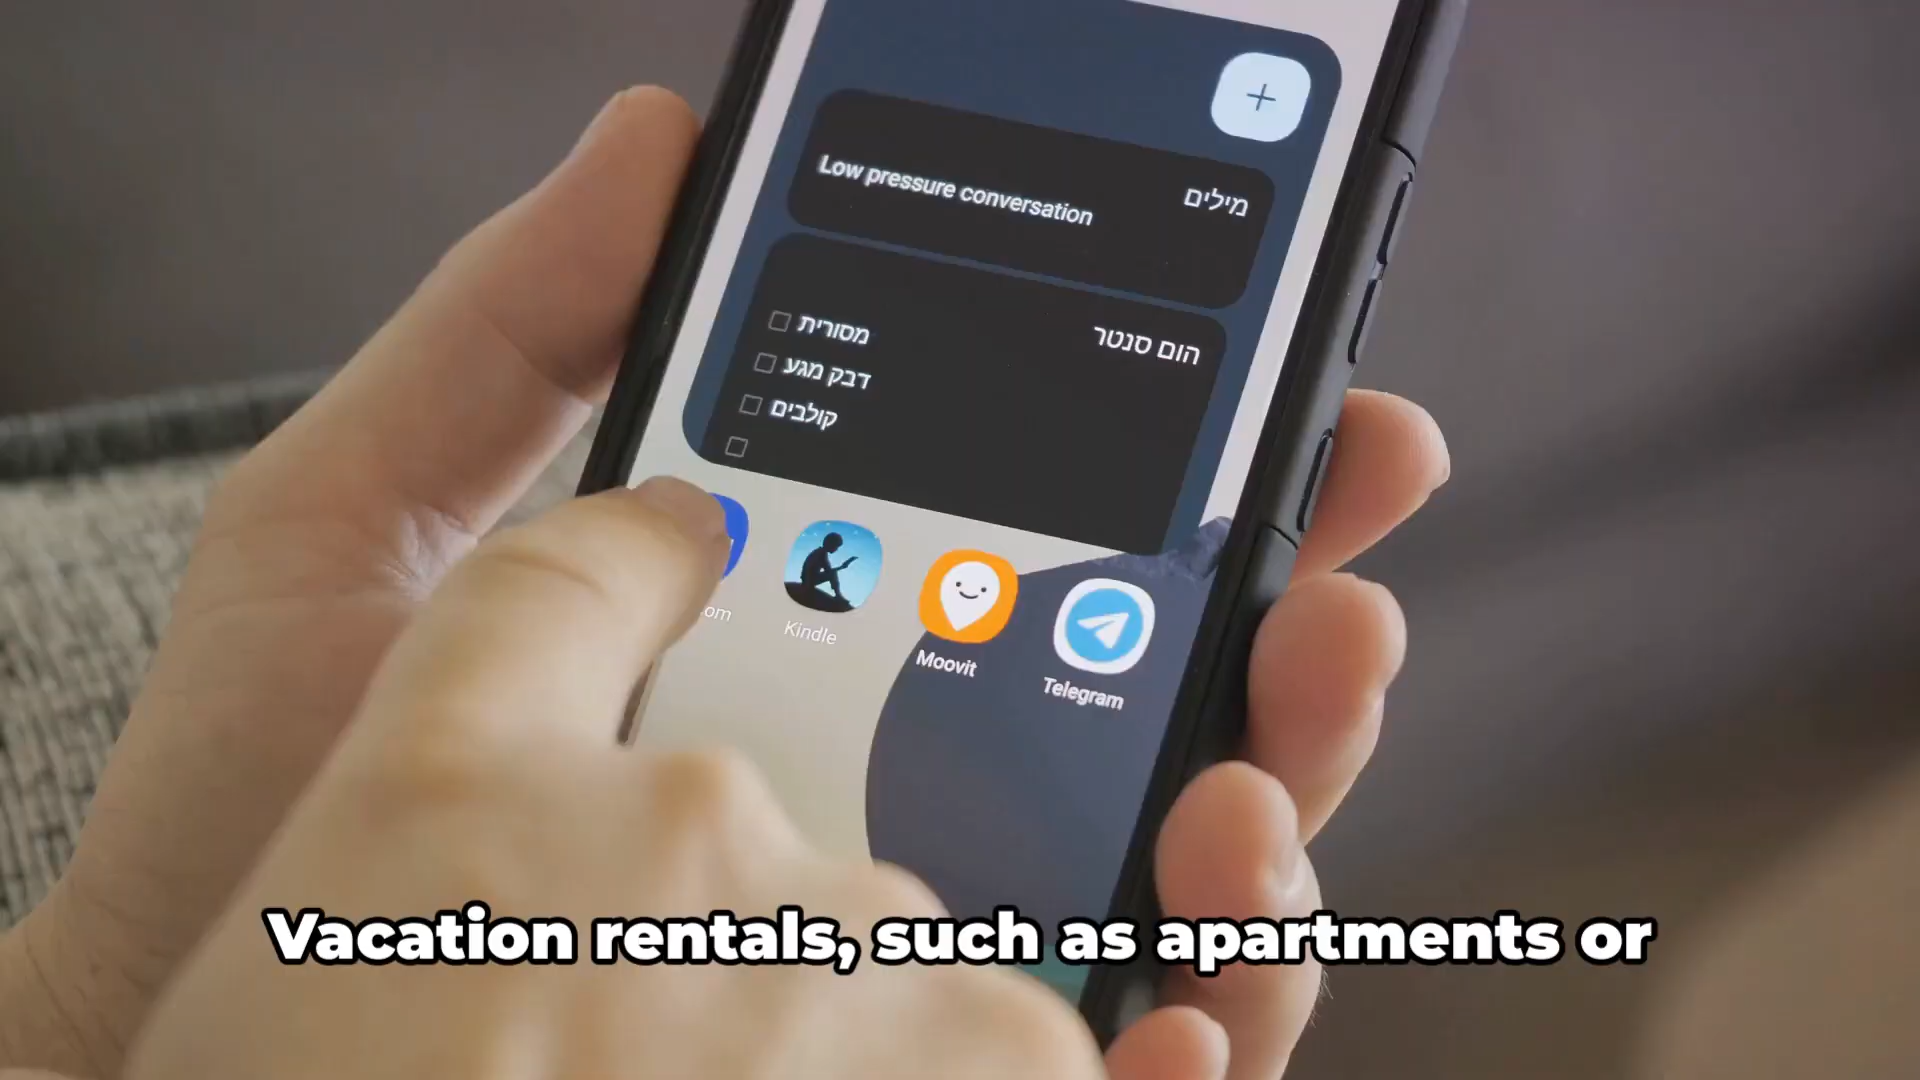 +
מילים
Low pressure conversation
הום סנטר
מסורית
דבק מגע
קולבים
om
Kindle
Moovit
Telegram
Vacation rentals, such as apartments or